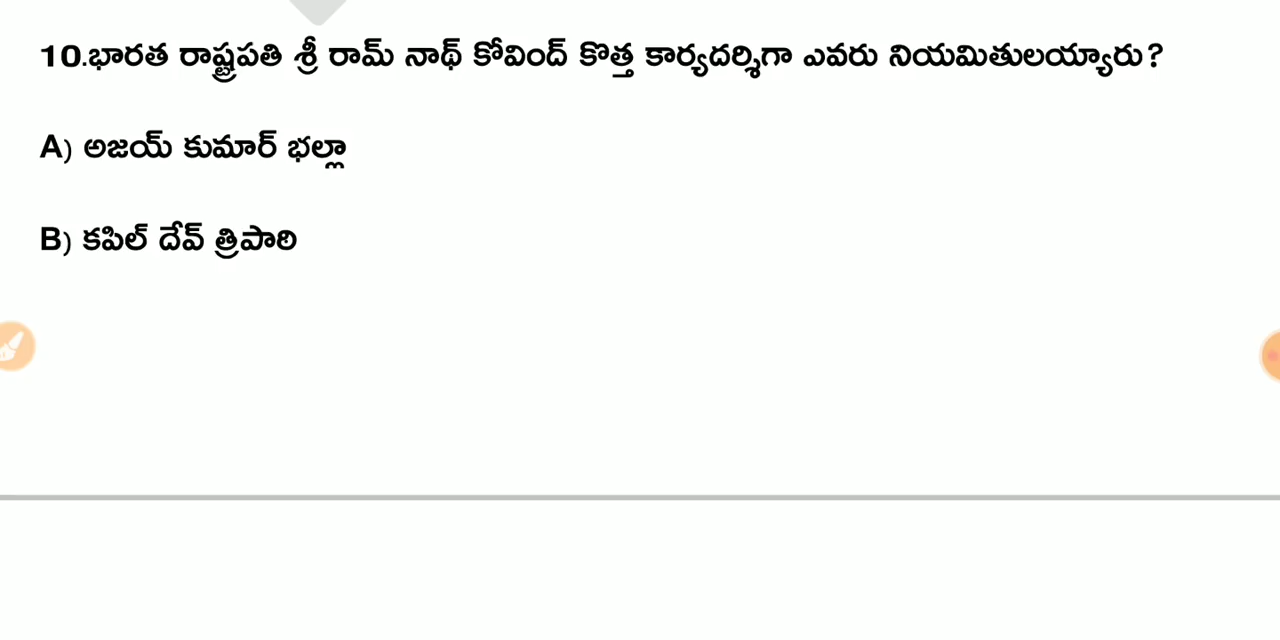 10.భారత రాష్ట్రపతి శ్రీ రామ్ నాథ్ కోవింద్ కొత్త కార్యదర్శిగా ఎవరు నియమితులయ్యారు?
A) అజయ్ కుమార్ భల్లా
B) కపిల్ దేవ్ త్రిపాఠి